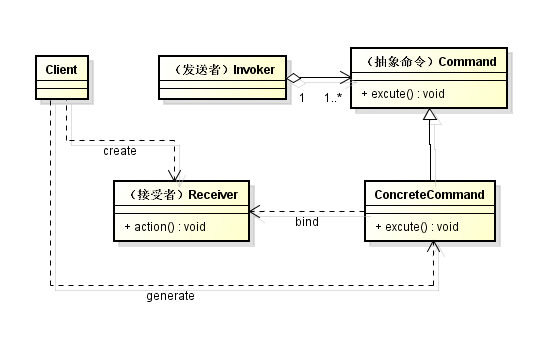 Client
（发送者）Invoker
（抽象命令）Command
+ excute() : void
1
1..*
create
（接受者）Receiver
+ action() : void
bind
ConcreteCommand
+ excute() : void
generate